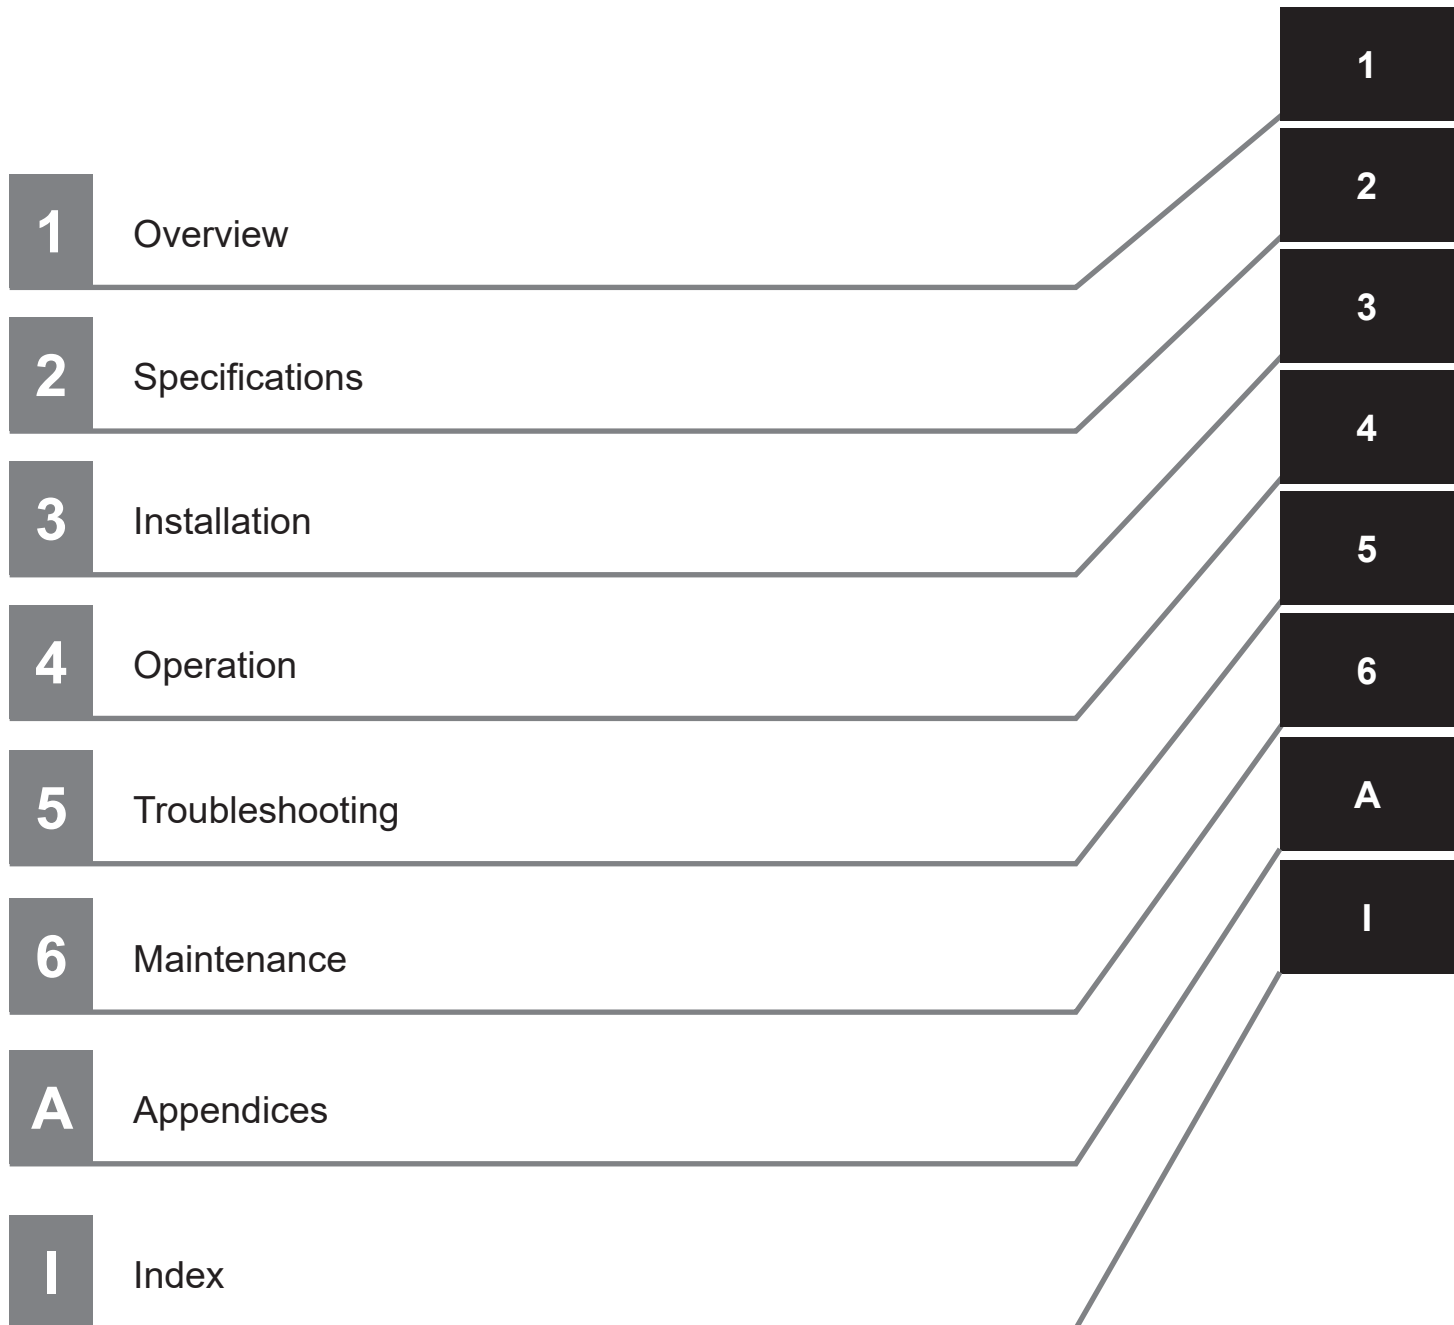 1
2
1 Overview
3
2 Specifications
4
3 Installation
5
4 Operation
6
5 Troubleshooting
A
6 Maintenance
I
A Appendices
I Index